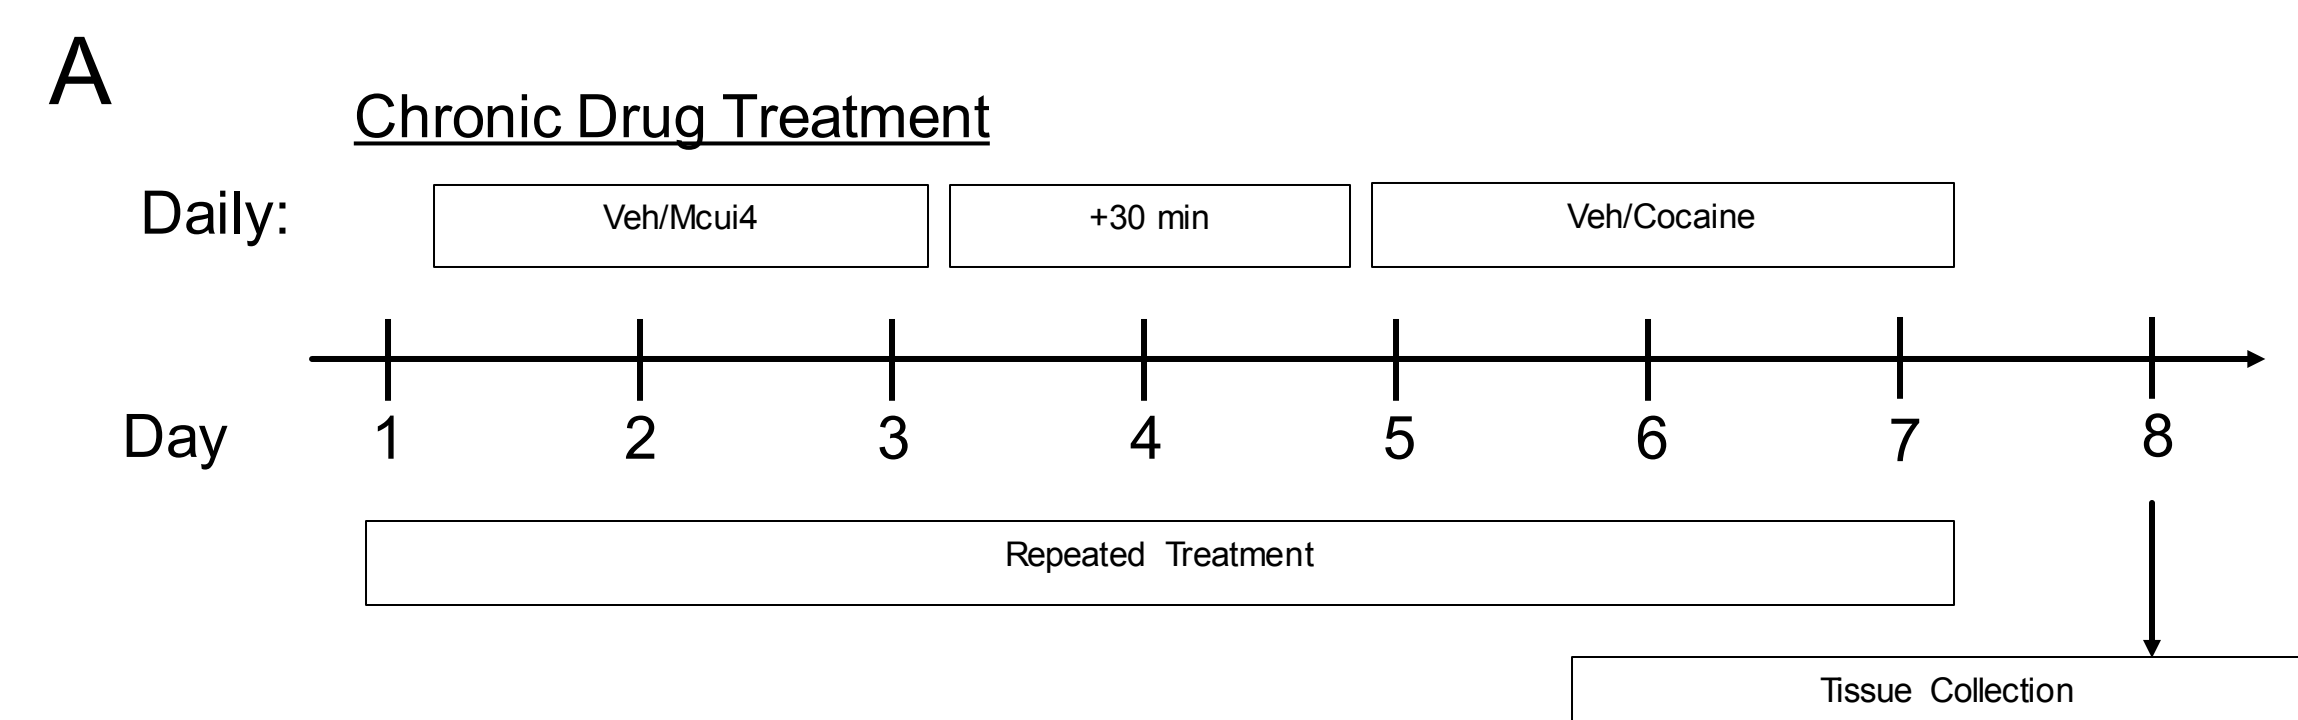 A
Chronic Drug Treatment
Daily: Veh/Mcui4 +30 min Veh/Cocaine
Day 1 2 3 4 5 6 7 8
Repeated Treatment
Tissue Collection